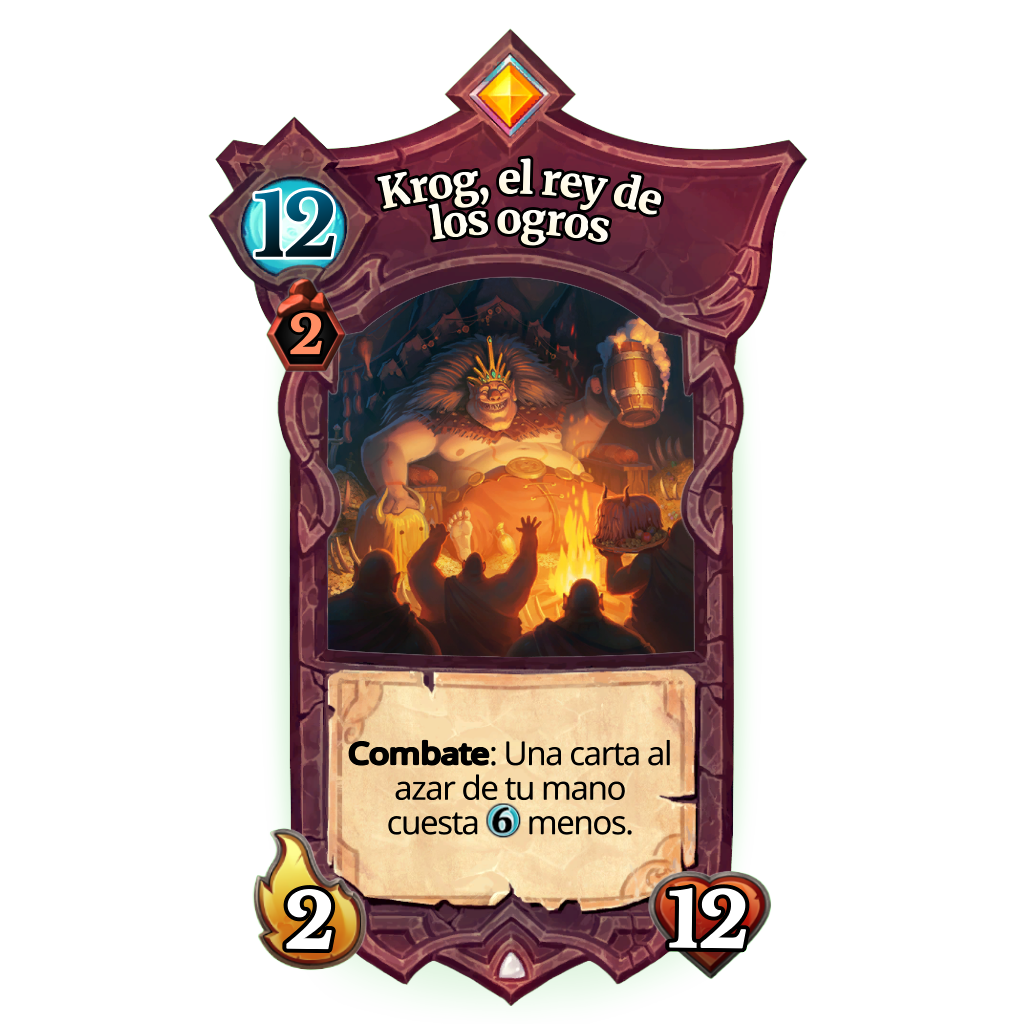 12
Krog, el rey de
los ogros
2
Combate: Una carta al
azar de tu mano
cuesta 6 menos.
2
12